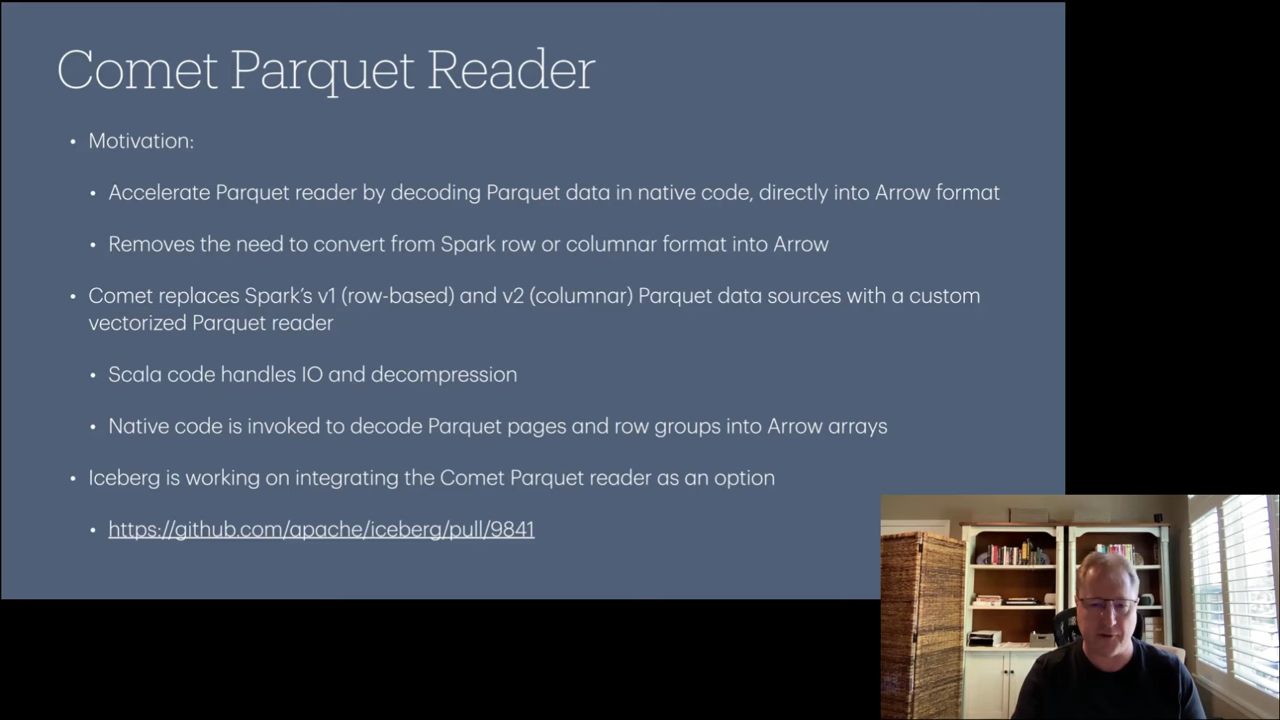 Comet Parquet Reader
• Motivation:
• Accelerate Parquet reader by decoding Parquet data in native code, directly into Arrow format
• Removes the need to convert from Spark row or columnar format into Arrow
• Comet replaces Spark’s v1 (row-based) and v2 (columnar) Parquet data sources with a custom
vectorized Parquet reader
• Scala code handles IO and decompression
• Native code is invoked to decode Parquet pages and row groups into Arrow arrays
• Iceberg is working on integrating the Comet Parquet reader as an option
• https://github.com/apache/iceberg/pull/9841